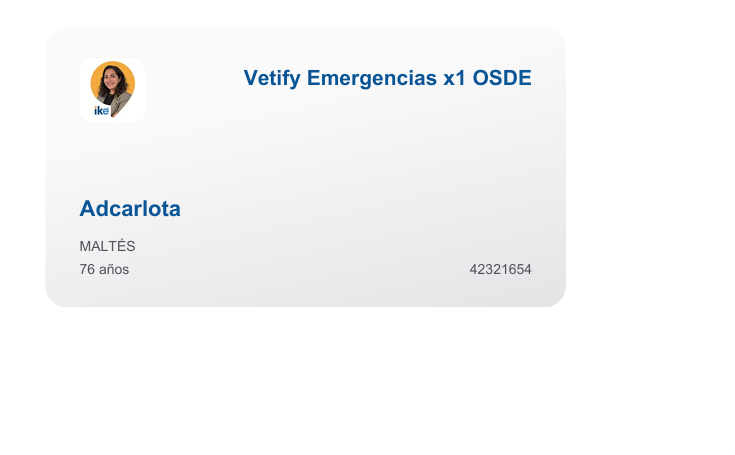 Vetify Emergencias x1 OSDE
ike
Adcarlota
MALTÉS
76 años
42321654